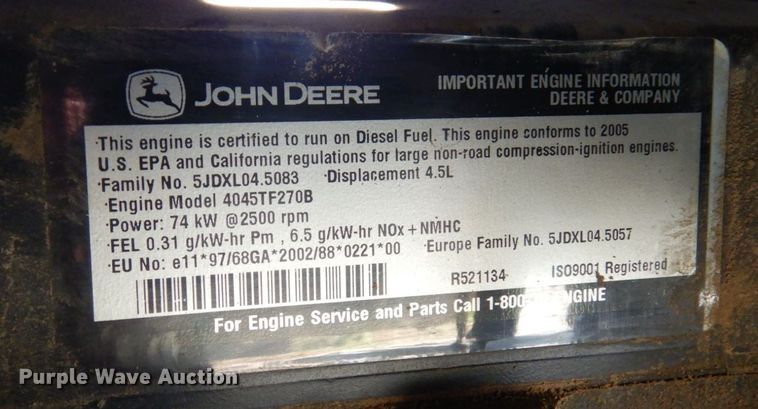 JOHN DEERE
IMPORTANT ENGINE INFORMATION
DEERE & COMPANY
·This engine is certified to run on Diesel Fuel. This engine conforms to 2005
U.S. EPA and California regulations for large non-road compression-ignition engines.
·Family No. 5JDXL04.5083 ·Displacement 4.5L
·Engine Model 4045TF270B
·Power: 74 kW @2500 rpm
·FEL 0.31 g/kW-hr Pm , 6.5 g/kW-hr NOx+NMHC
·EU No: e11*97/68GA*2002/88*0221*00 ·Europe Family No. 5JDXL04.5057
R521134 ISO9001 Registered
For Engine Service and Parts Call 1-800 ENGINE
Purple Wave Auction